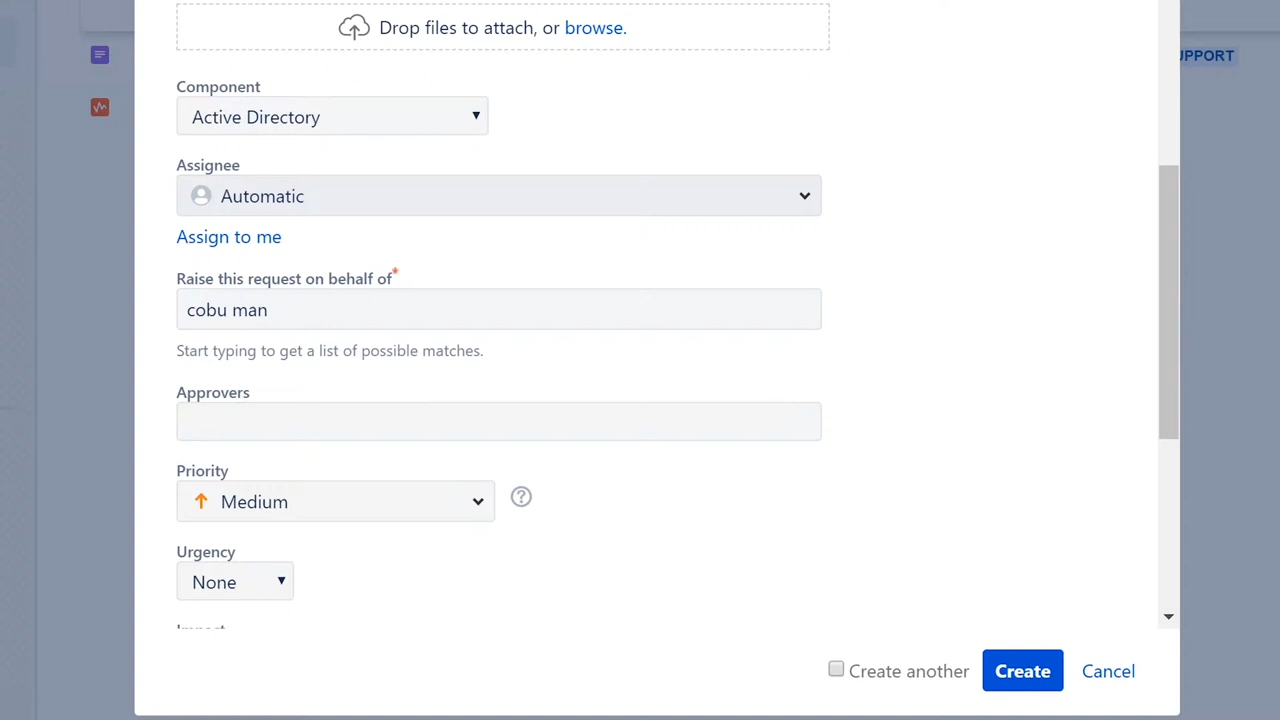 Drop files to attach, or browse.
UPPORT
Component
Active Directory
Assignee
Automatic
Assign to me
Raise this request on behalf of*
cobu man
Start typing to get a list of possible matches.
Approvers
Priority
Medium
Urgency
None
Create another
Create
Cancel